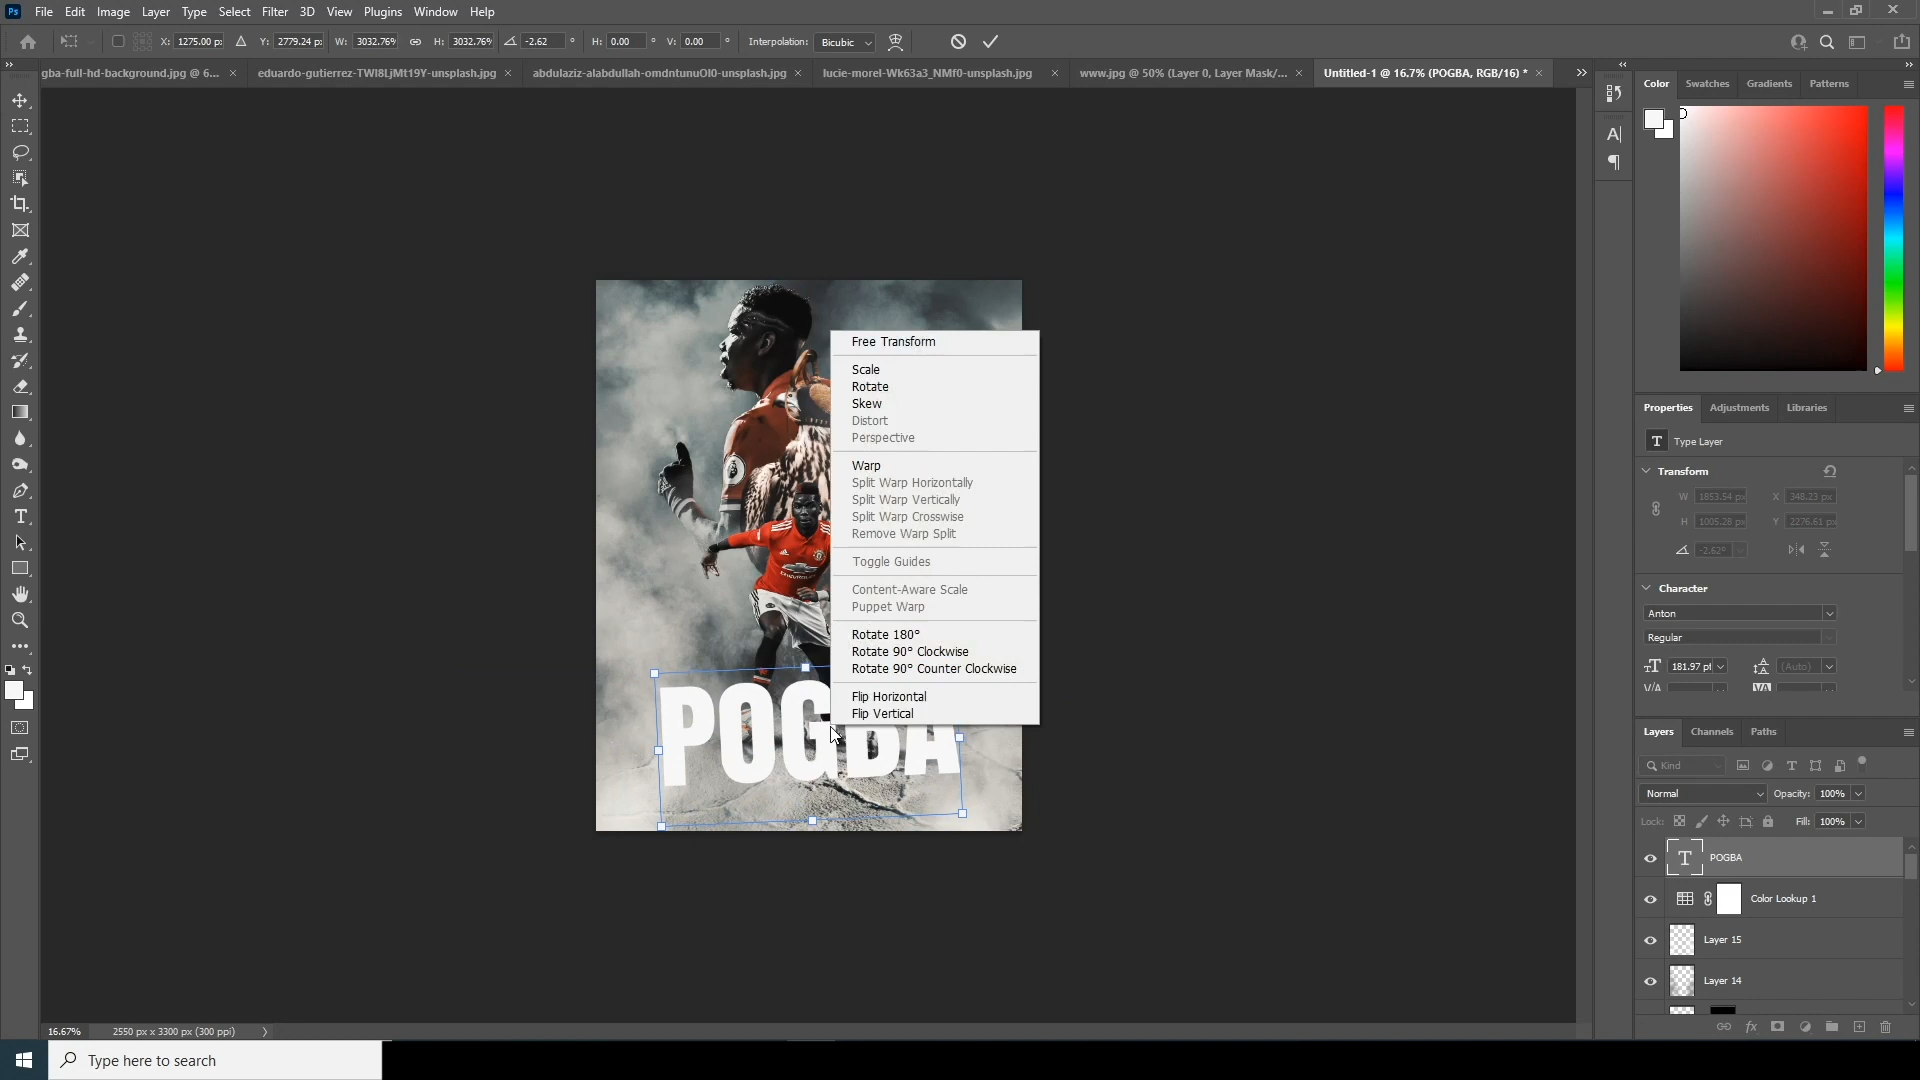 Ps File Edit Image Layer Type Select Filter 3D View Plugins Window Help
X: 1275.00 p: Y: 2779.24 p: W: 3032.76% H: 3032.76% -2.62 ° H: 0.00 ° V: 0.00 ° Interpolation: Bicubic
gba-full-hd-background.jpg @ 6... eduardo-gutierrez-TWI8LjMt19Y-unsplash.jpg abdulaziz-alabdullah-omdntunuOl0-unsplash.jpg lucie-morel-Wk63a3_NMf0-unsplash.jpg www.jpg @ 50% (Layer 0, Layer Mask/... Untitled-1 @ 16.7% (POGBA, RGB/16) *
Free Transform
Scale
Rotate
Skew
Distort
Perspective
Warp
Split Warp Horizontally
Split Warp Vertically
Split Warp Crosswise
Remove Warp Split
Toggle Guides
Content-Aware Scale
Puppet Warp
Rotate 180°
Rotate 90° Clockwise
Rotate 90° Counter Clockwise
Flip Horizontal
Flip Vertical
POGBA
Color Swatches Gradients Patterns
Properties Adjustments Libraries
T Type Layer
Transform
W 1853.54 px X 348.23 px
H 1005.28 px Y 2276.61 px
-2.62°
Character
Anton
Regular
181.97 pt (Auto)
V/A VA
Layers Channels Paths
Kind
Normal Opacity: 100%
Lock: Fill: 100%
T POGBA
Color Lookup 1
Layer 15
Layer 14
fx
16.67% 2550 px x 3300 px (300 ppi)
Type here to search